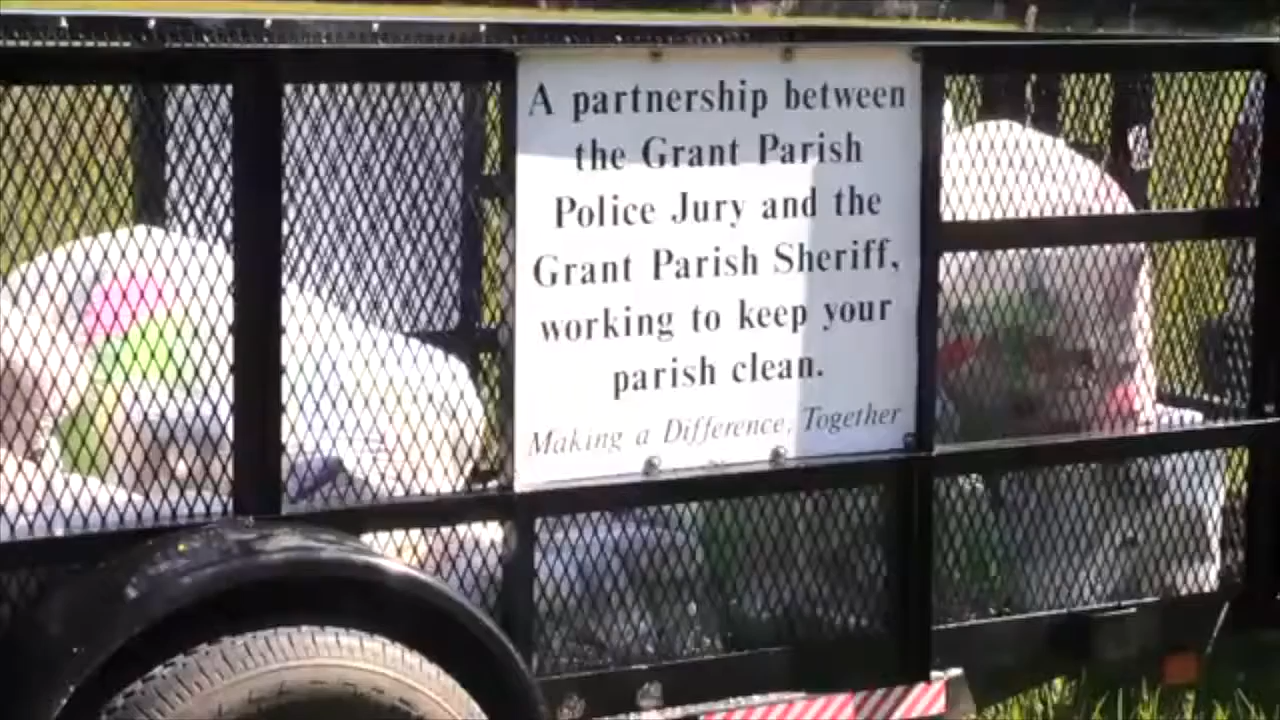 A partnership between
the Grant Parish
Police Jury and the
Grant Parish Sheriff,
working to keep your
parish clean.
Making a Difference, Together